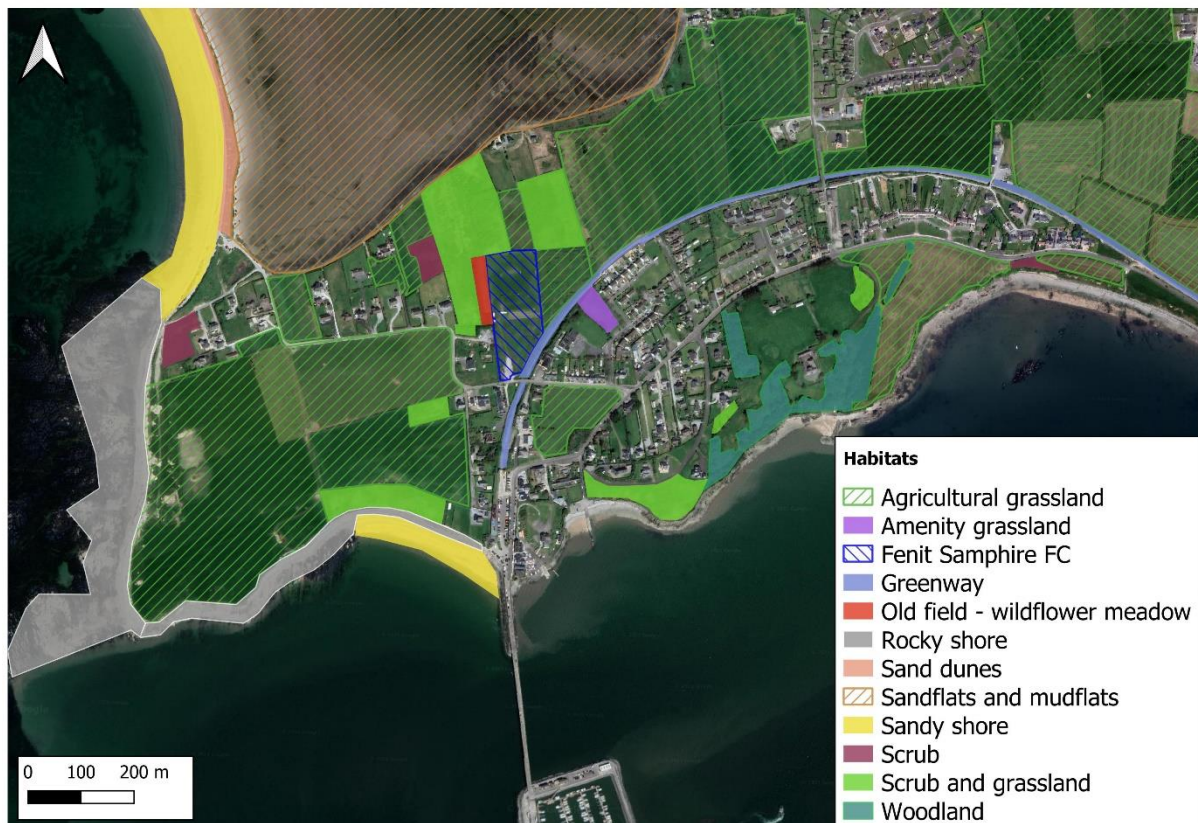 Habitats
Agricultural grassland
Amenity grassland
Fenit Samphire FC
Greenway
Old field - wildflower meadow
Rocky shore
Sand dunes
Sandflats and mudflats
Sandy shore
Scrub
Scrub and grassland
Woodland
0 100 200 m